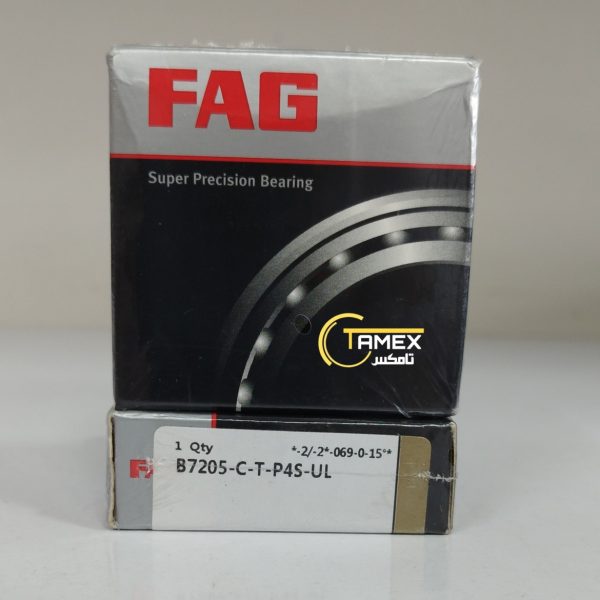 FAG
Super Precision Bearing
TAMEX
تامکس
1 Qty *-2/-2*-069-0-15°*
B7205-C-T-P4S-UL